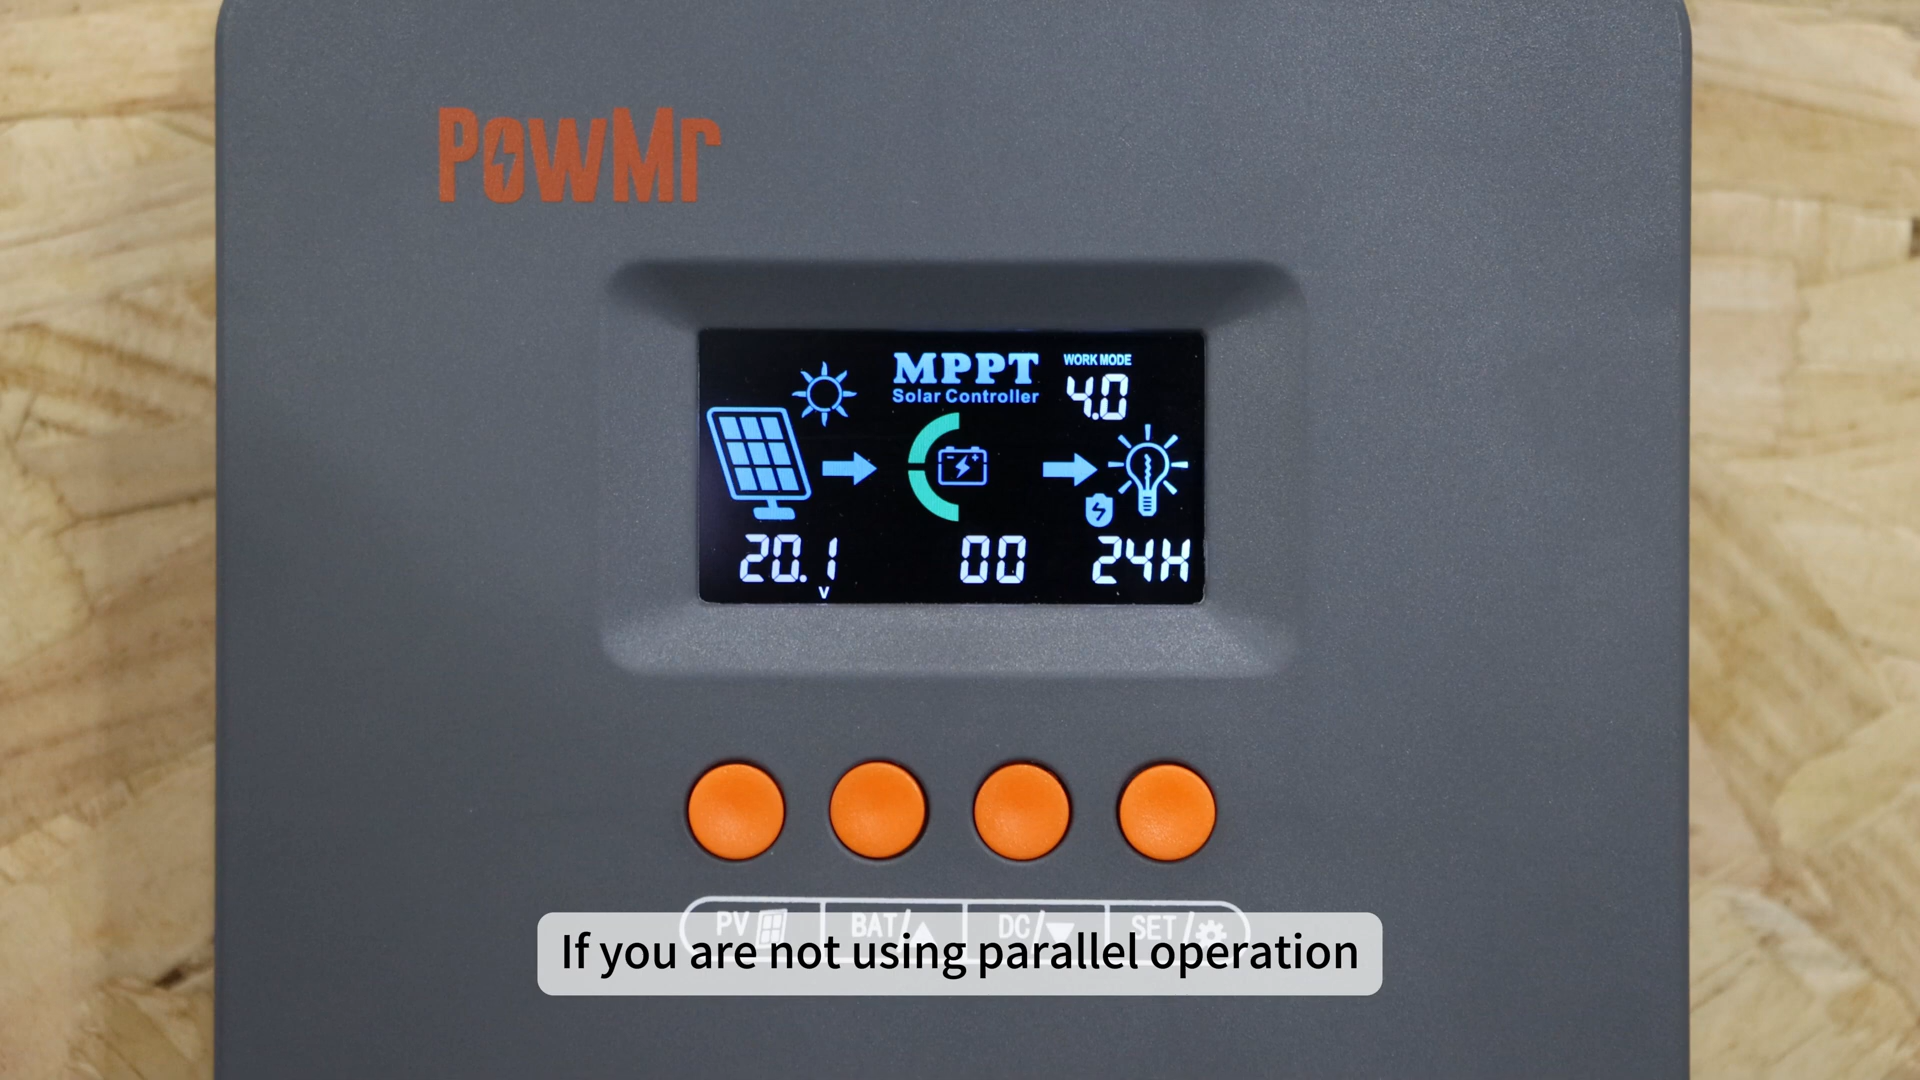 PowMr
MPPT
Solar Controller
WORK MODE
4.0
20.1
V
00
24H
PV
BAT/▲
DC/▼
SET/
If you are not using parallel operation